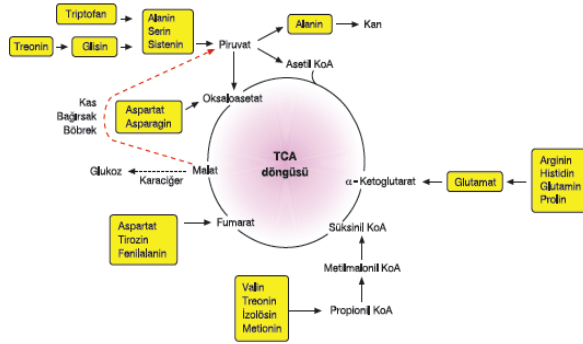 Triptofan
Alanin
Serin
Sistenin
Treonin
Glisin
Piruvat
Alanin
Kan
Asetil KoA
Kas
Bağırsak
Böbrek
Aspartat
Asparagin
Oksaloasetat
TCA
döngüsü
Glukoz
Karaciğer
Malat
α- Ketoglutarat
Glutamat
Arginin
Histidin
Glutamin
Prolin
Aspartat
Tirozin
Fenilalanin
Fumarat
Süksinil KoA
Metilmalonil KoA
Valin
Treonin
İzolösin
Metionin
Propionil KoA